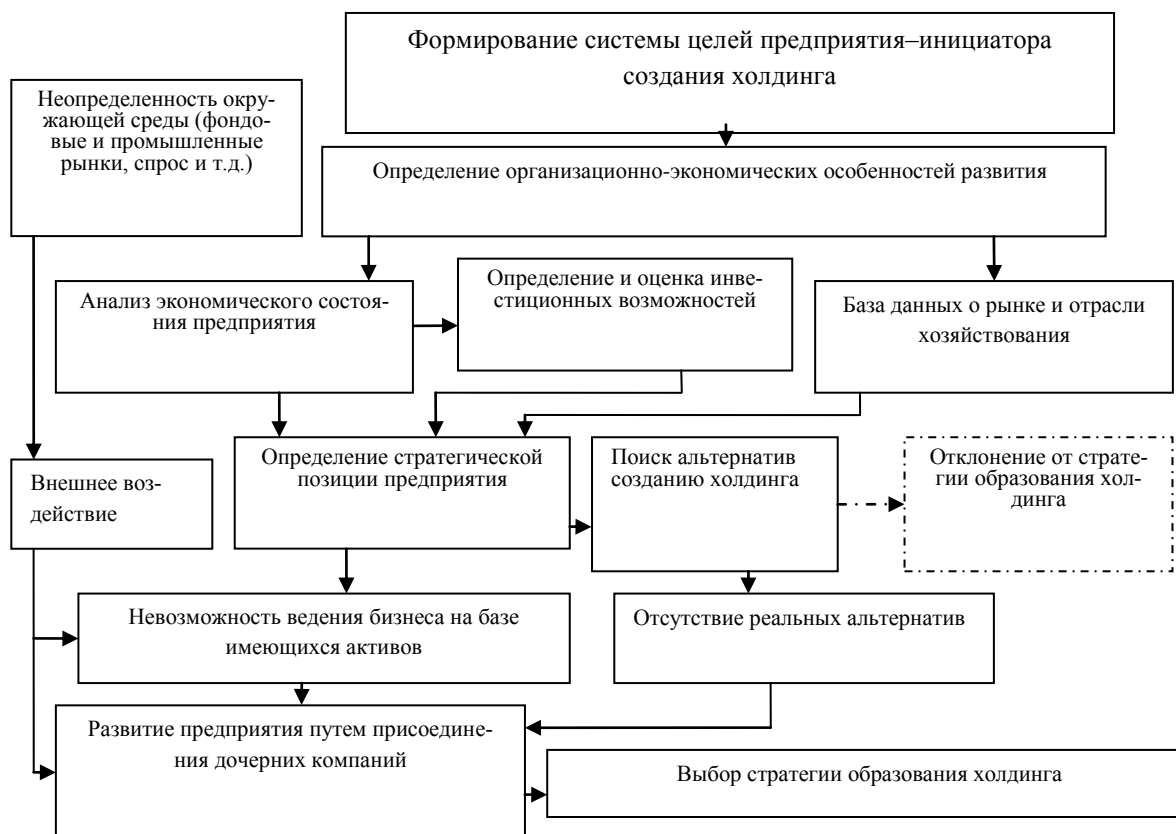 Формирование системы целей предприятия–инициатора
создания холдинга
Неопределенность окру-
жающей среды (фондо-
вые и промышленные
рынки, спрос и т.д.)
Определение организационно-экономических особенностей развития
Анализ экономического состоя-
ния предприятия
Определение и оценка инве-
стиционных возможностей
База данных о рынке и отрасли
хозяйствования
Внешнее воз-
действие
Определение стратегической
позиции предприятия
Поиск альтернатив
созданию холдинга
Отклонение от страте-
гии образования хол-
динга
Невозможность ведения бизнеса на базе
имеющихся активов
Отсутствие реальных альтернатив
Развитие предприятия путем присоедине-
ния дочерних компаний
Выбор стратегии образования холдинга